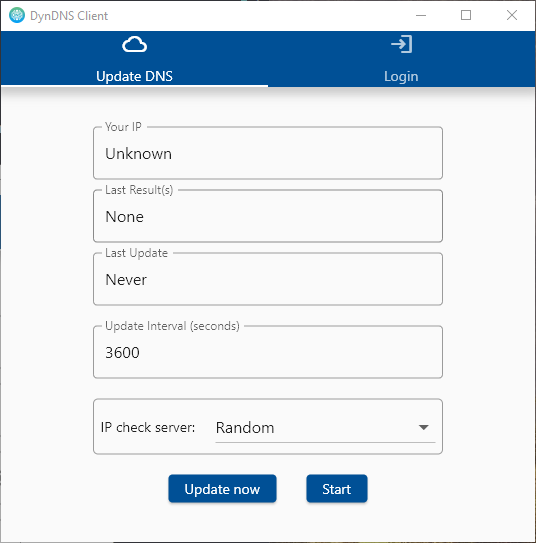 DynDNS Client
Update DNS
Login
Your IP
Unknown
Last Result(s)
None
Last Update
Never
Update Interval (seconds)
3600
IP check server: Random
Update now
Start